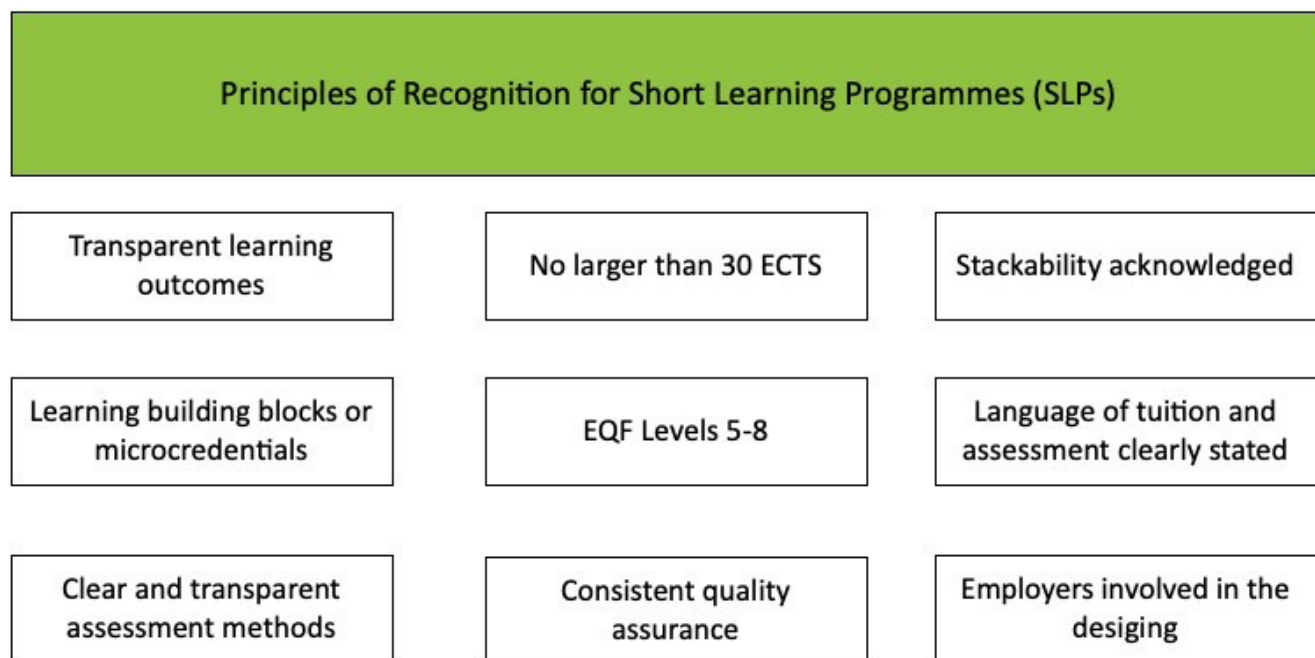 Principles of Recognition for Short Learning Programmes (SLPs)
Transparent learning
outcomes
No larger than 30 ECTS
Stackability acknowledged
Learning building blocks or
microcredentials
EQF Levels 5-8
Language of tuition and
assessment clearly stated
Clear and transparent
assessment methods
Consistent quality
assurance
Employers involved in the
desiging